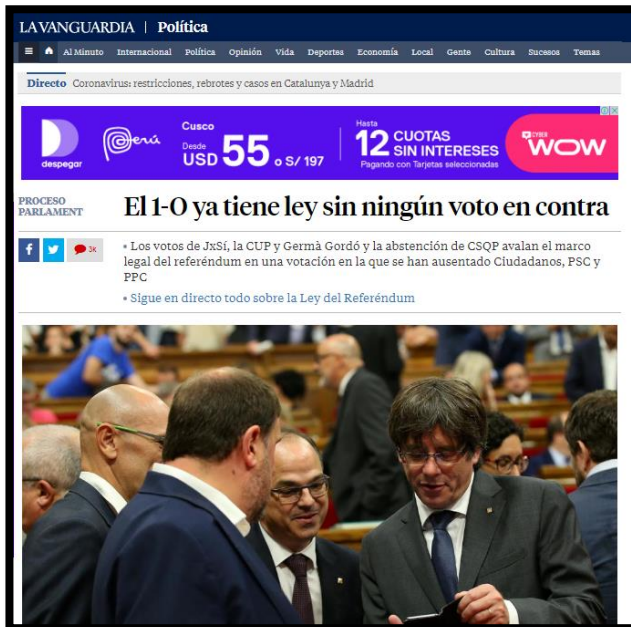 LAVANGUARDIA | Política
Al Minuto Internacional Política Opinión Vida Deportes Economía Local Gente Cultura Sucesos Temas
Directo Coronavirus: restricciones, rebrotes y casos en Catalunya y Madrid
despegar
Perú
Cusco
Desde
USD 55 o S/ 197
Hasta
12 CUOTAS
SIN INTERESES
Pagando con Tarjetas seleccionadas
CYBER
WOW
PROCESO
PARLAMENT
El 1-O ya tiene ley sin ningún voto en contra
f
3k
• Los votos de JxSí, la CUP y Germà Gordó y la abstención de CSQP avalan el marco
legal del referéndum en una votación en la que se han ausentado Ciudadanos, PSC y
PPC
• Sigue en directo todo sobre la Ley del Referéndum